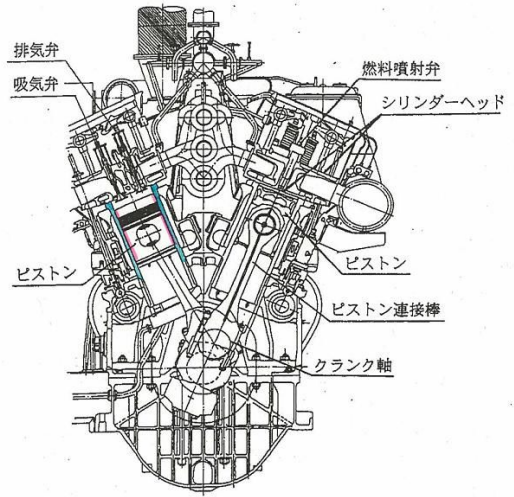 排気弁
吸気弁
燃料噴射弁
シリンダーヘッド
ピストン
ピストン
ピストン連接棒
クランク軸